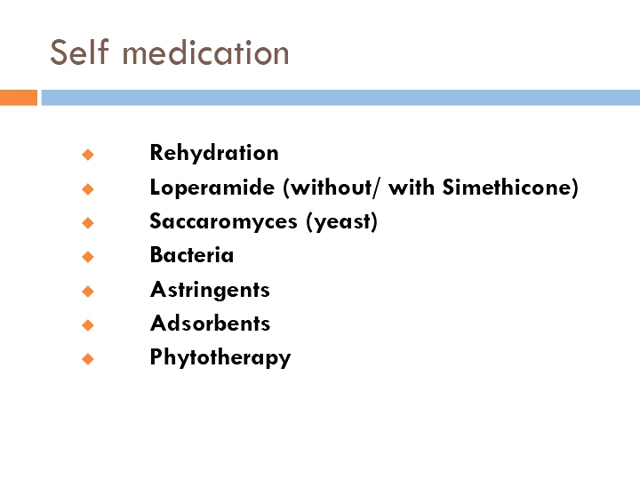 Self medication
Rehydration
Loperamide (without/ with Simethicone)
Saccaromyces (yeast)
Bacteria
Astringents
Adsorbents
Phytotherapy